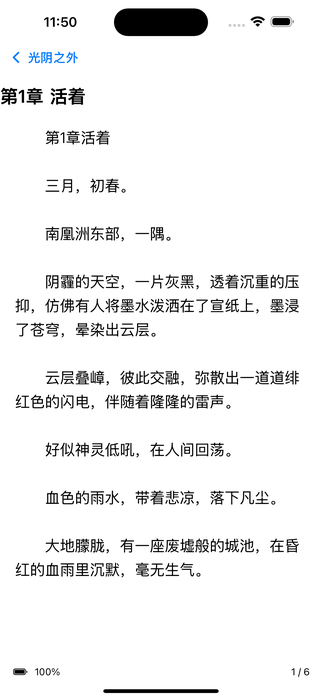 11:50
光阴之外
第1章 活着
第1章活着
三月，初春。
南凰洲东部，一隅。
阴霾的天空，一片灰黑，透着沉重的压
抑，仿佛有人将墨水泼洒在了宣纸上，墨浸
了苍穹，晕染出云层。
云层叠嶂，彼此交融，弥散出一道道绯
红色的闪电，伴随着隆隆的雷声。
好似神灵低吼，在人间回荡。
血色的雨水，带着悲凉，落下凡尘。
大地朦胧，有一座废墟般的城池，在昏
红的血雨里沉默，毫无生气。
100%
1 / 6